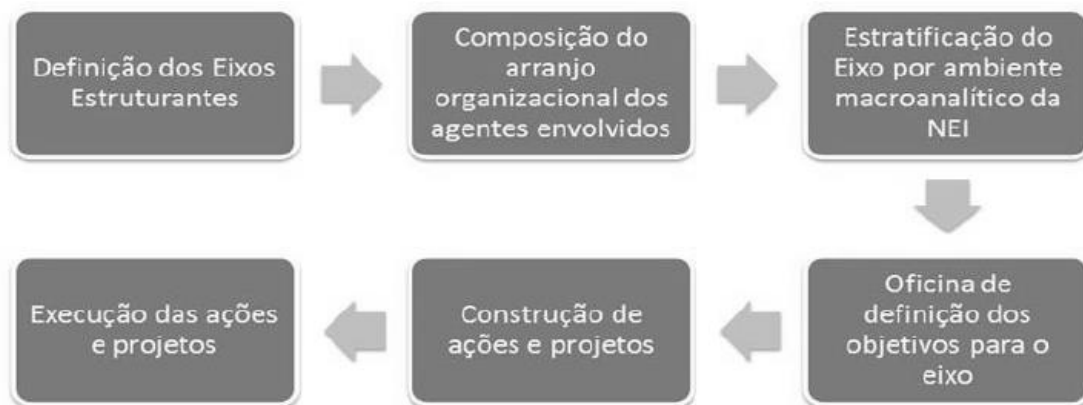 Definição dos Eixos
Estruturantes
Composição do
arranjo
organizacional dos
agentes envolvidos
Estratificação do
Eixo por ambiente
macroanalítico da
NEI
Oficina de
definição dos
objetivos para o
eixo
Construção de
ações e projetos
Execução das ações
e projetos